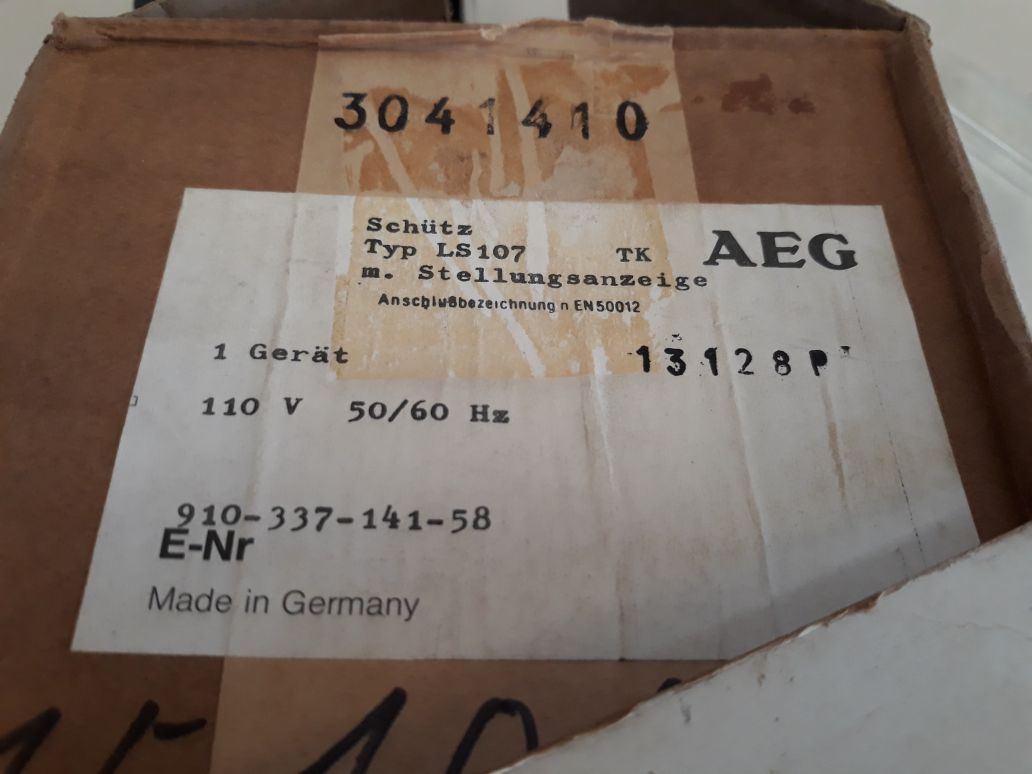 3041410
Schütz
Typ LS107 TK
AEG
m. Stellungsanzeige
Anschlußbezeichnung n EN50012
1 Gerät
13128P
110 V 50/60 Hz
910-337-141-58
E-Nr
Made in Germany